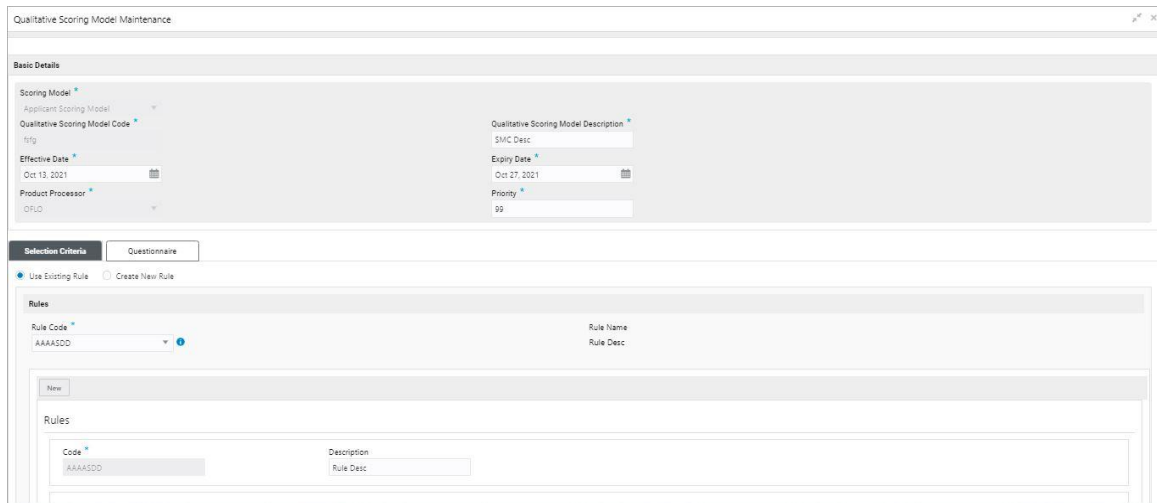 Qualitative Scoring Model Maintenance
Basic Details
Scoring Model *
Applicant Scoring Model
Qualitative Scoring Model Code * Qualitative Scoring Model Description *
fsfg SMC Desc
Effective Date * Expiry Date *
Oct 13, 2021 Oct 27, 2021
Product Processor * Priority *
OFLO 99
Selection Criteria Questionnaire
Use Existing Rule Create New Rule
Rules
Rule Code * Rule Name
AAAASDD Rule Desc
New
Rules
Code * Description
AAAASDD Rule Desc